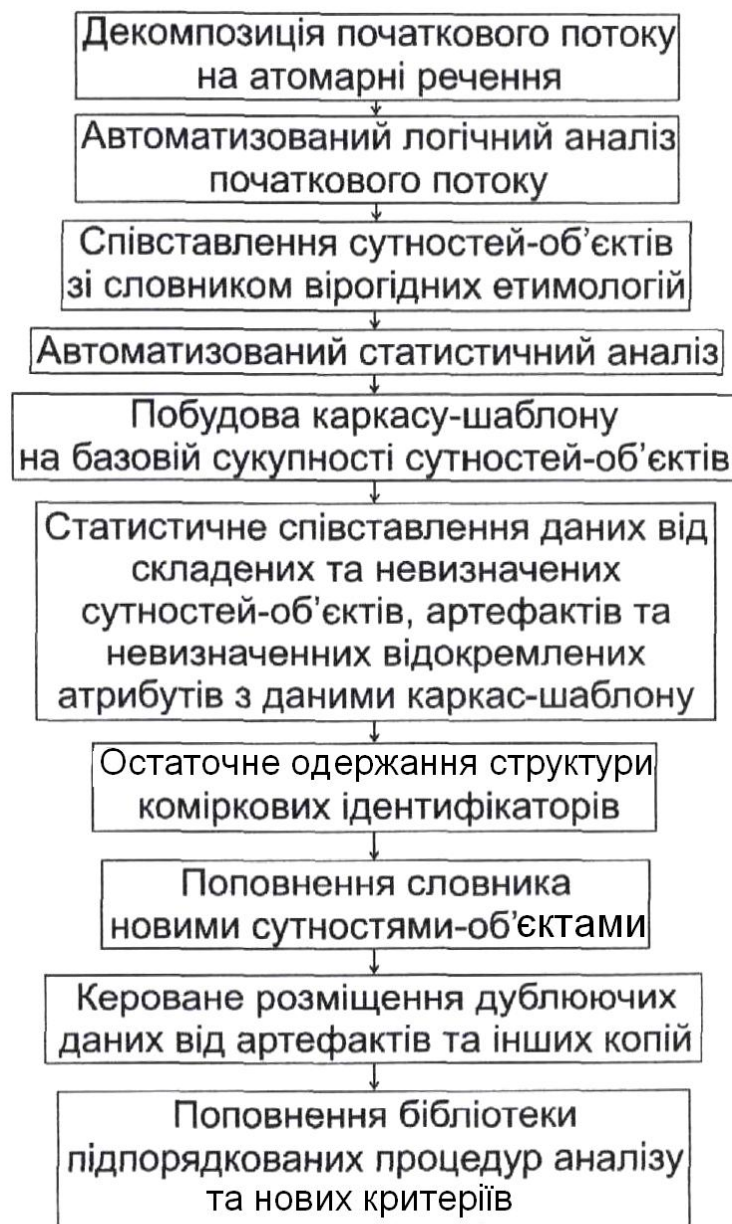 Декомпозиція початкового потоку
на атомарні речення
Автоматизований логічний аналіз
початкового потоку
Співставлення сутностей-об’єктів
зі словником вірогідних етимологій
Автоматизований статистичний аналіз
Побудова каркасу-шаблону
на базовій сукупності сутностей-об’єктів
Статистичне співставлення даних від
складених та невизначених
сутностей-об’єктів, артефактів та
невизначенних відокремлених
атрибутів з даними каркас-шаблону
Остаточне одержання структури
коміркових ідентифікаторів
Поповнення словника
новими сутностями-об’єктами
Кероване розміщення дублюючих
даних від артефактів та інших копій
Поповнення бібліотеки
підпорядкованих процедур аналізу
та нових критеріїв